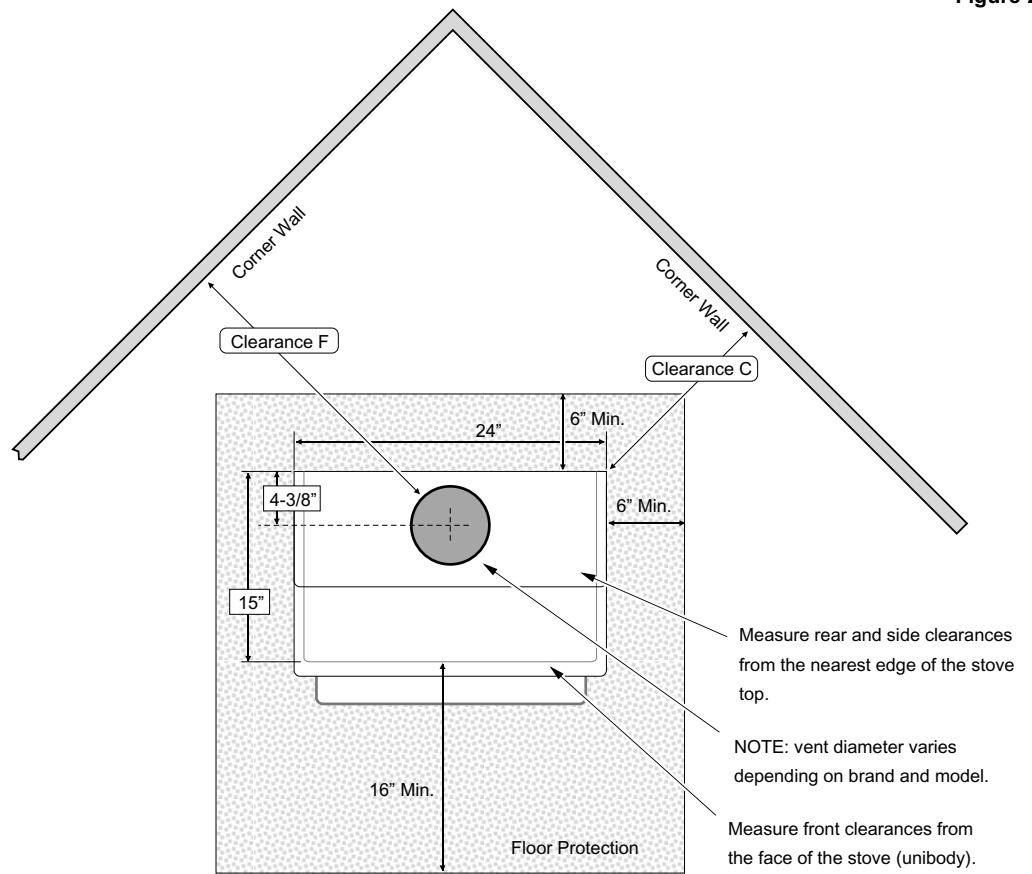 Figure
Corner Wall
Corner Wall
Clearance F
Clearance C
6” Min.
24”
4-3/8”
6” Min.
15”
Measure rear and side clearances
from the nearest edge of the stove
top.
NOTE: vent diameter varies
depending on brand and model.
16” Min.
Measure front clearances from
the face of the stove (unibody).
Floor Protection